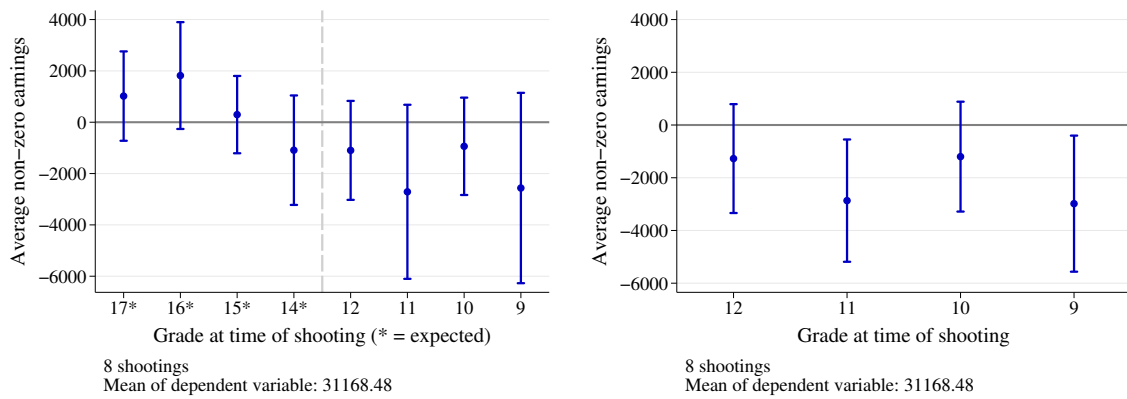 Average non−zero earnings
4000
2000
0
−2000
−4000
−6000
17* 16* 15* 14* 12 11 10 9
Grade at time of shooting (* = expected)
8 shootings
Mean of dependent variable: 31168.48
Average non−zero earnings
4000
2000
0
−2000
−4000
−6000
12 11 10 9
Grade at time of shooting
8 shootings
Mean of dependent variable: 31168.48